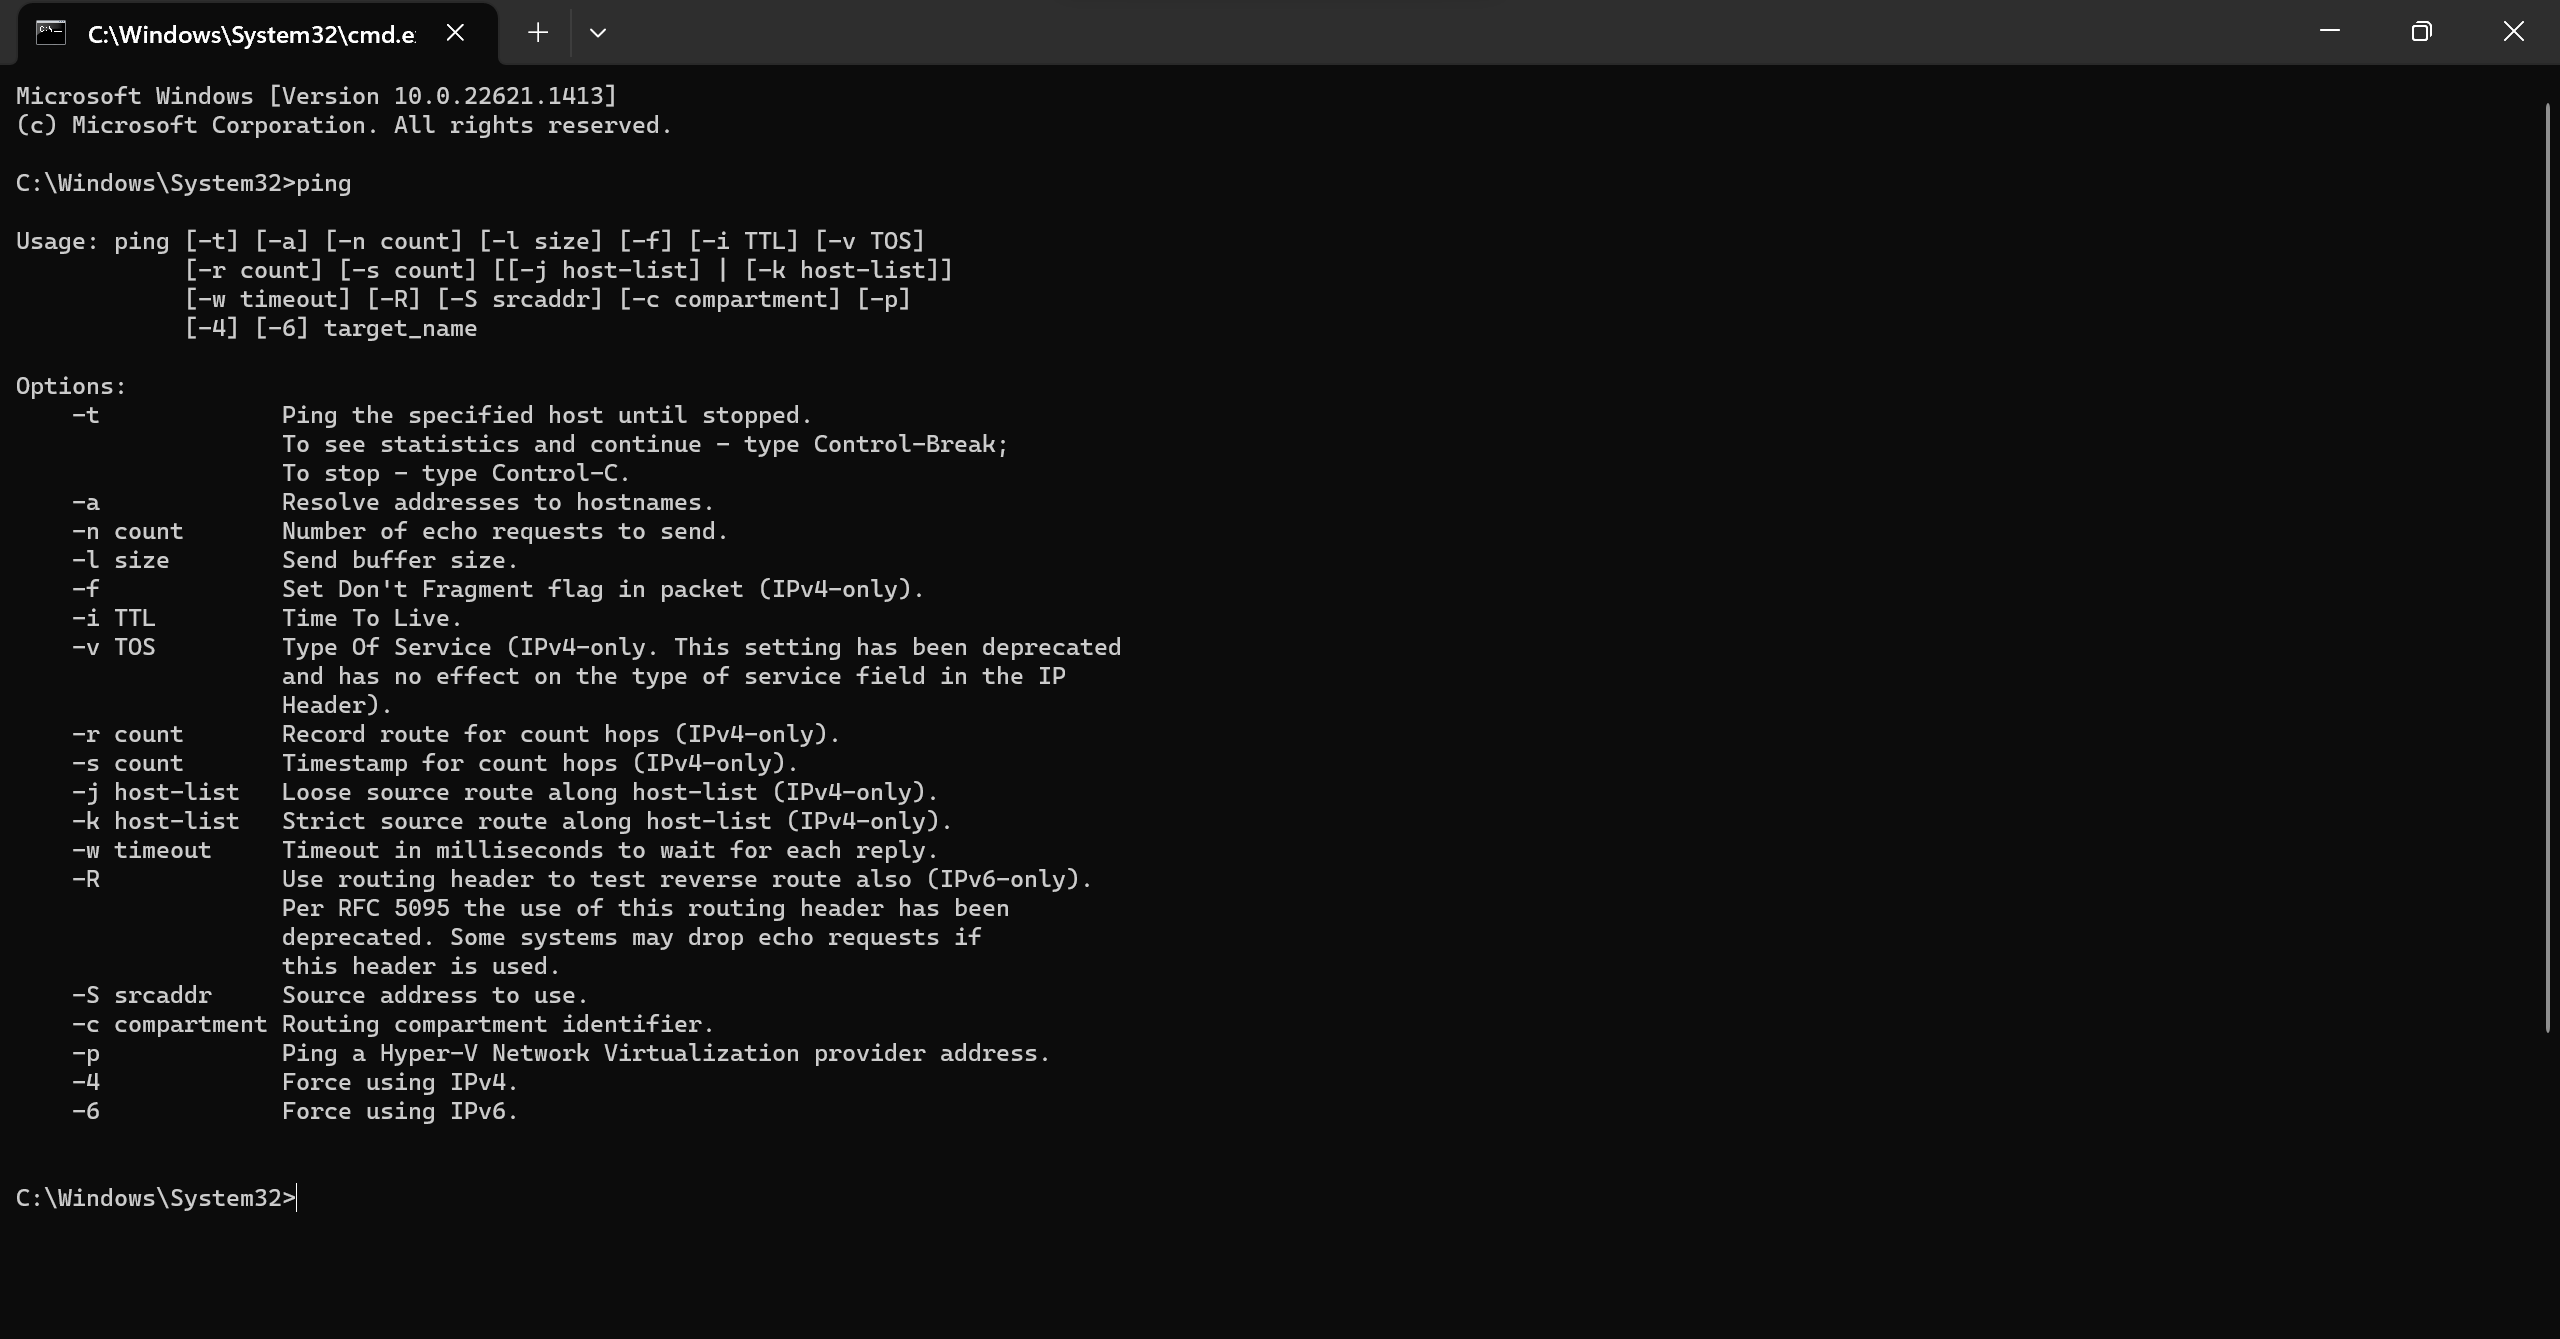 C:\Windows\System32\cmd.e
Microsoft Windows [Version 10.0.22621.1413]
(c) Microsoft Corporation. All rights reserved.
C:\Windows\System32>ping
Usage: ping [-t] [-a] [-n count] [-l size] [-f] [-i TTL] [-v TOS]
            [-r count] [-s count] [[-j host-list] | [-k host-list]]
            [-w timeout] [-R] [-S srcaddr] [-c compartment] [-p]
            [-4] [-6] target_name
Options:
    -t             Ping the specified host until stopped.
                   To see statistics and continue - type Control-Break;
                   To stop - type Control-C.
    -a             Resolve addresses to hostnames.
    -n count       Number of echo requests to send.
    -l size        Send buffer size.
    -f             Set Don't Fragment flag in packet (IPv4-only).
    -i TTL         Time To Live.
    -v TOS         Type Of Service (IPv4-only. This setting has been deprecated
                   and has no effect on the type of service field in the IP
                   Header).
    -r count       Record route for count hops (IPv4-only).
    -s count       Timestamp for count hops (IPv4-only).
    -j host-list   Loose source route along host-list (IPv4-only).
    -k host-list   Strict source route along host-list (IPv4-only).
    -w timeout     Timeout in milliseconds to wait for each reply.
    -R             Use routing header to test reverse route also (IPv6-only).
                   Per RFC 5095 the use of this routing header has been
                   deprecated. Some systems may drop echo requests if
                   this header is used.
    -S srcaddr     Source address to use.
    -c compartment Routing compartment identifier.
    -p             Ping a Hyper-V Network Virtualization provider address.
    -4             Force using IPv4.
    -6             Force using IPv6.
C:\Windows\System32>